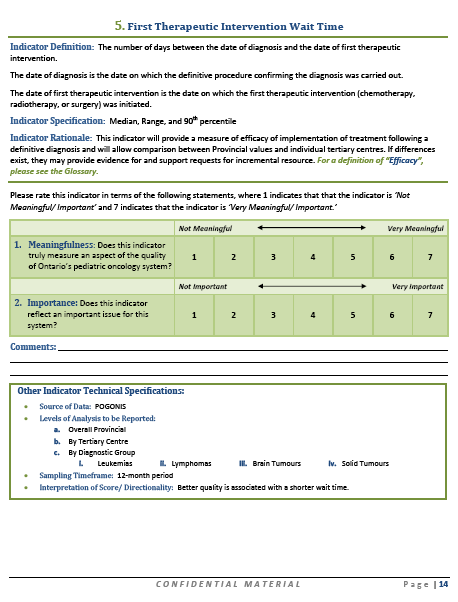 5. First Therapeutic Intervention Wait Time
Indicator Definition: The number of days between the date of diagnosis and the date of first therapeutic
intervention.
The date of diagnosis is the date on which the definitive procedure confirming the diagnosis was carried out.
The date of first therapeutic intervention is the date on which the first therapeutic intervention (chemotherapy,
radiotherapy, or surgery) was initiated.
Indicator Specification: Median, Range, and 90th percentile
Indicator Rationale: This indicator will provide a measure of efficacy of implementation of treatment following a
definitive diagnosis and will allow comparison between Provincial values and individual tertiary centres. If differences
exist, they may provide evidence for and support requests for incremental resource. For a definition of "Efficacy",
please see the Glossary.
Please rate this indicator in terms of the following statements, where 1 indicates that that the indicator is 'Not
Meaningful/ Important' and 7 indicates that the indicator is 'Very Meaningful/ Important.'
Not Meaningful Very Meaningful
1. Meaningfulness: Does this indicator
truly measure an aspect of the quality
of Ontario's pediatric oncology system?
1 2 3 4 5 6 7
Not Important Very Important
2. Importance: Does this indicator
reflect an important issue for this
system?
1 2 3 4 5 6 7
Comments:
Other Indicator Technical Specifications:
• Source of Data: POGONIS
• Levels of Analysis to be Reported:
a. Overall Provincial
b. By Tertiary Centre
c. By Diagnostic Group
i. Leukemias ii. Lymphomas iii. Brain Tumours iv. Solid Tumours
• Sampling Timeframe: 12-month period
• Interpretation of Score/ Directionality: Better quality is associated with a shorter wait time.
CONFIDENTIAL MATERIAL Page | 14